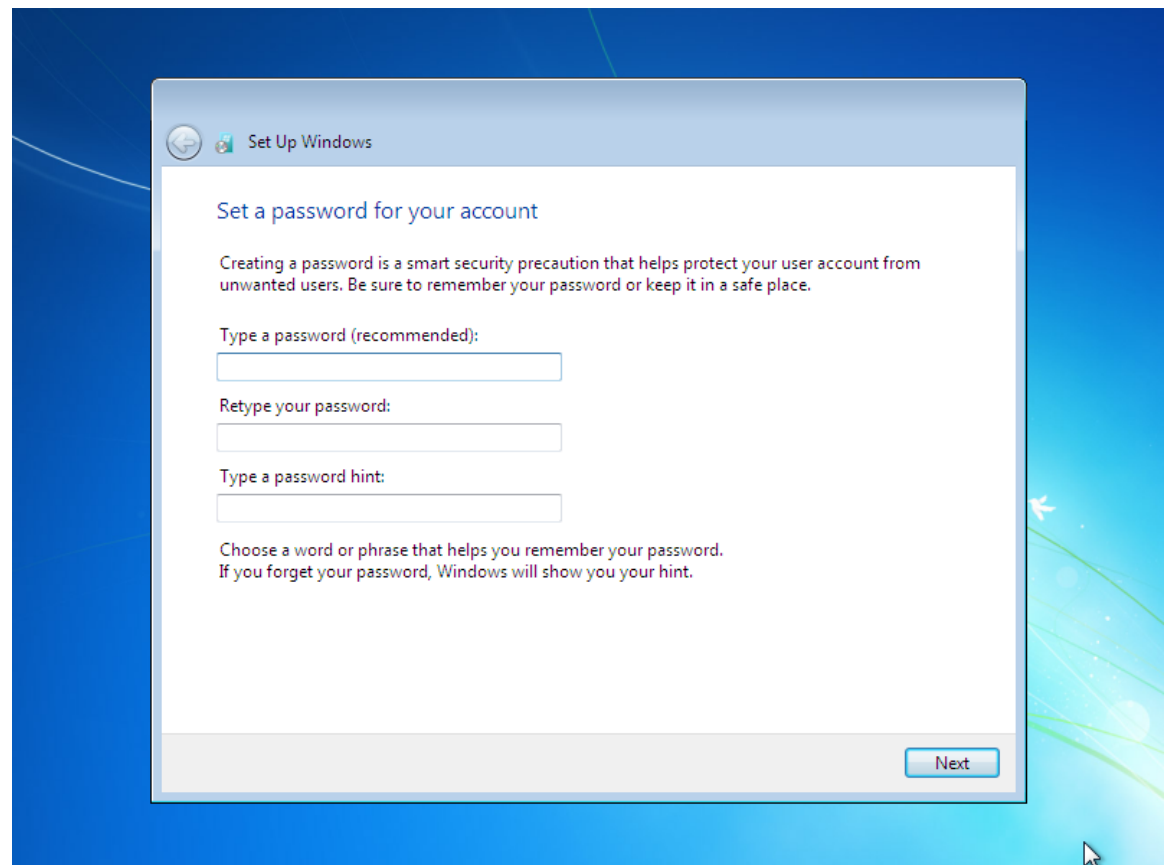 Set Up Windows
Set a password for your account
Creating a password is a smart security precaution that helps protect your user account from
unwanted users. Be sure to remember your password or keep it in a safe place.
Type a password (recommended):
Retype your password:
Type a password hint:
Choose a word or phrase that helps you remember your password.
If you forget your password, Windows will show you your hint.
Next